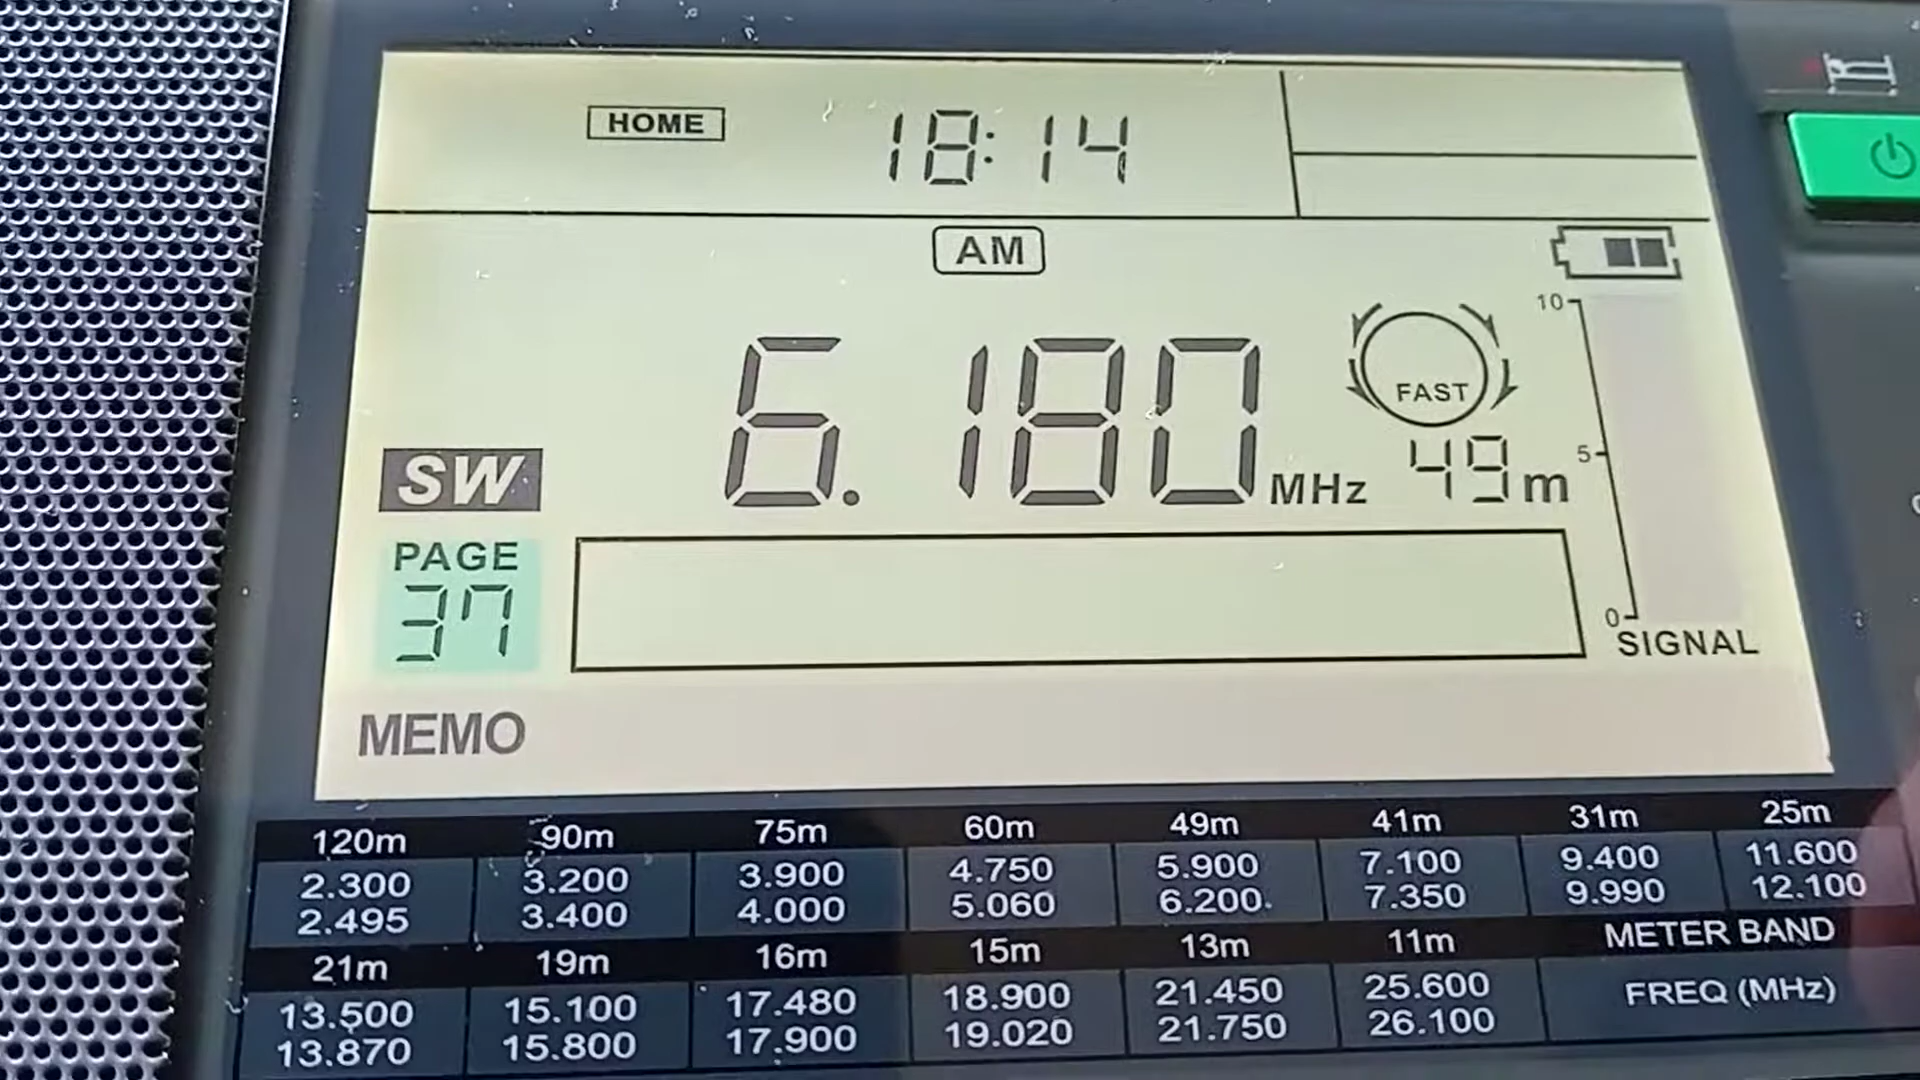 HOME 18:14
AM
10
FAST
6.180 MHz 49 m
5
SW
PAGE
37
0
SIGNAL
MEMO
120m 90m 75m 60m 49m 41m 31m 25m
2.300 3.200 3.900 4.750 5.900 7.100 9.400 11.600
2.495 3.400 4.000 5.060 6.200 7.350 9.990 12.100
21m 19m 16m 15m 13m 11m METER BAND
13.500 15.100 17.480 18.900 21.450 25.600 FREQ (MHz)
13.870 15.800 17.900 19.020 21.750 26.100